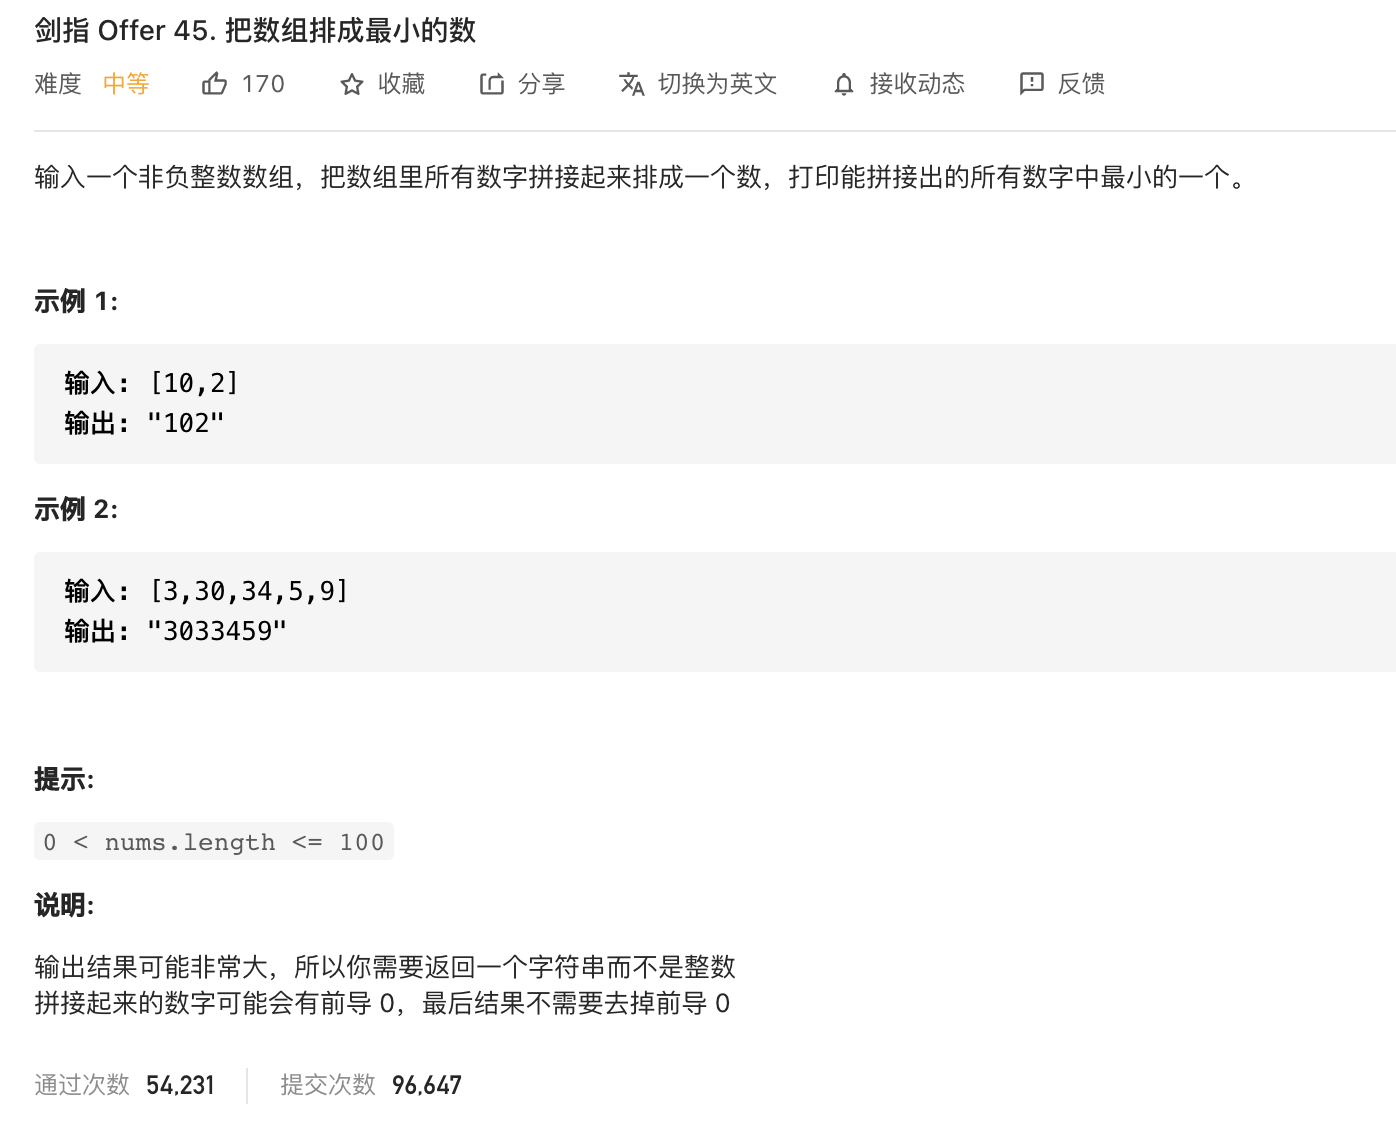 剑指 Offer 45. 把数组排成最小的数
难度 中等 170 收藏 分享 切换为英文 接收动态 反馈
输入一个非负整数数组，把数组里所有数字拼接起来排成一个数，打印能拼接出的所有数字中最小的一个。
示例 1:
输入: [10,2]
输出: "102"
示例 2:
输入: [3,30,34,5,9]
输出: "3033459"
提示:
0 < nums.length <= 100
说明:
输出结果可能非常大，所以你需要返回一个字符串而不是整数
拼接起来的数字可能会有前导 0，最后结果不需要去掉前导 0
通过次数 54,231 提交次数 96,647